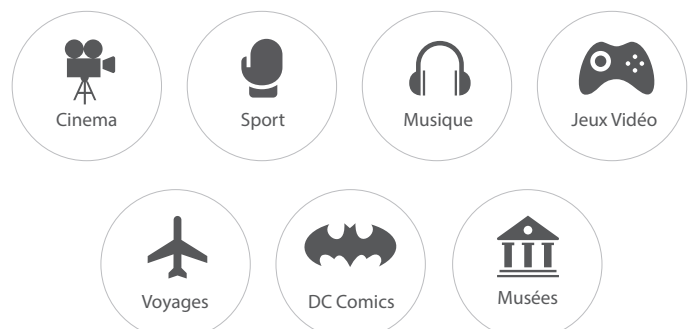 Cinema
Sport
Musique
Jeux Vidéo
Voyages
DC Comics
Musées